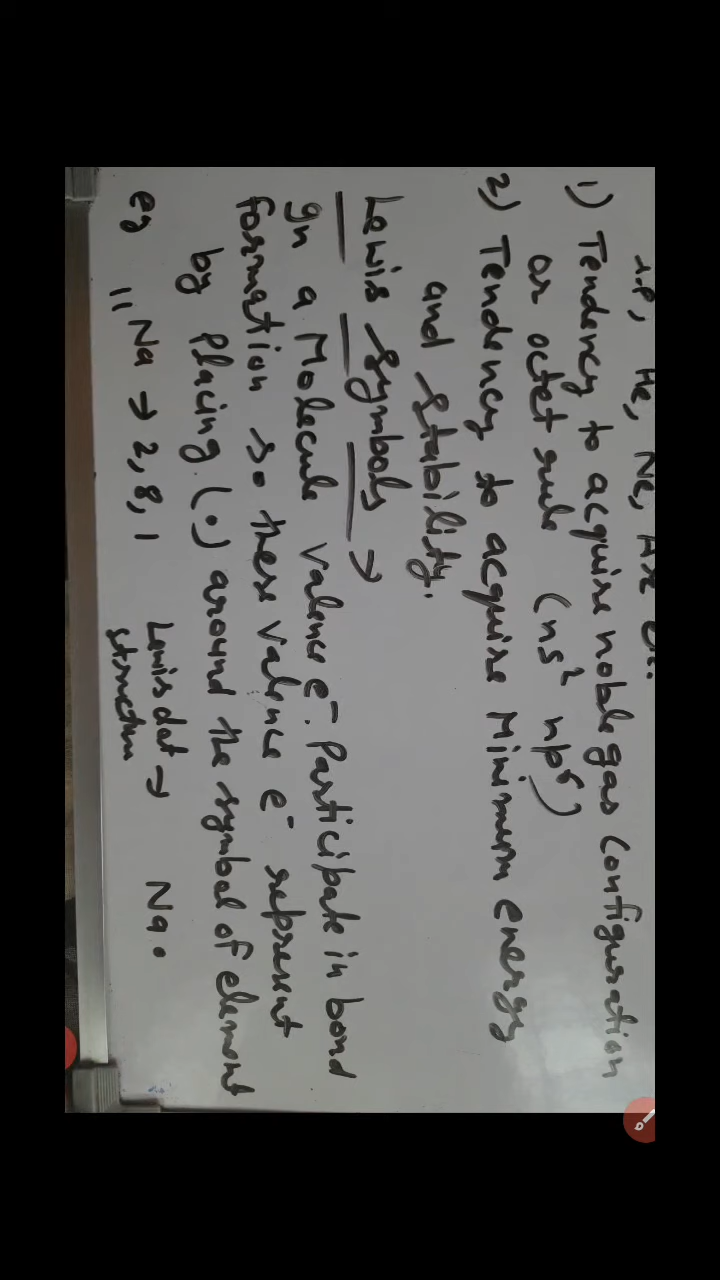 i.e, He, Ne, Ar etc.
1) Tendency to acquire noble gas configuration
or octet rule (ns² np⁶)
2) Tendency to acquire Minimum energy
and stability.
Lewis Symbols →
In a Molecule valence e⁻. Participate in bond
formation so these valence e⁻ represent
by placing (·) around the symbol of element
eg ₁₁Na → 2, 8, 1 Lewis dot → Na·
structure